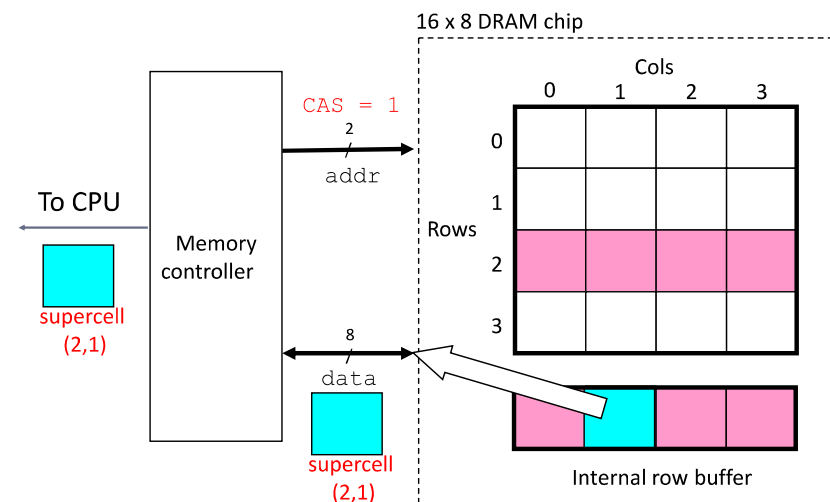 16 x 8 DRAM chip
Cols
0 1 2 3
CAS = 1
2
addr
0
1
Rows
2
3
To CPU
Memory
controller
supercell
(2,1)
8
data
supercell
(2,1)
Internal row buffer